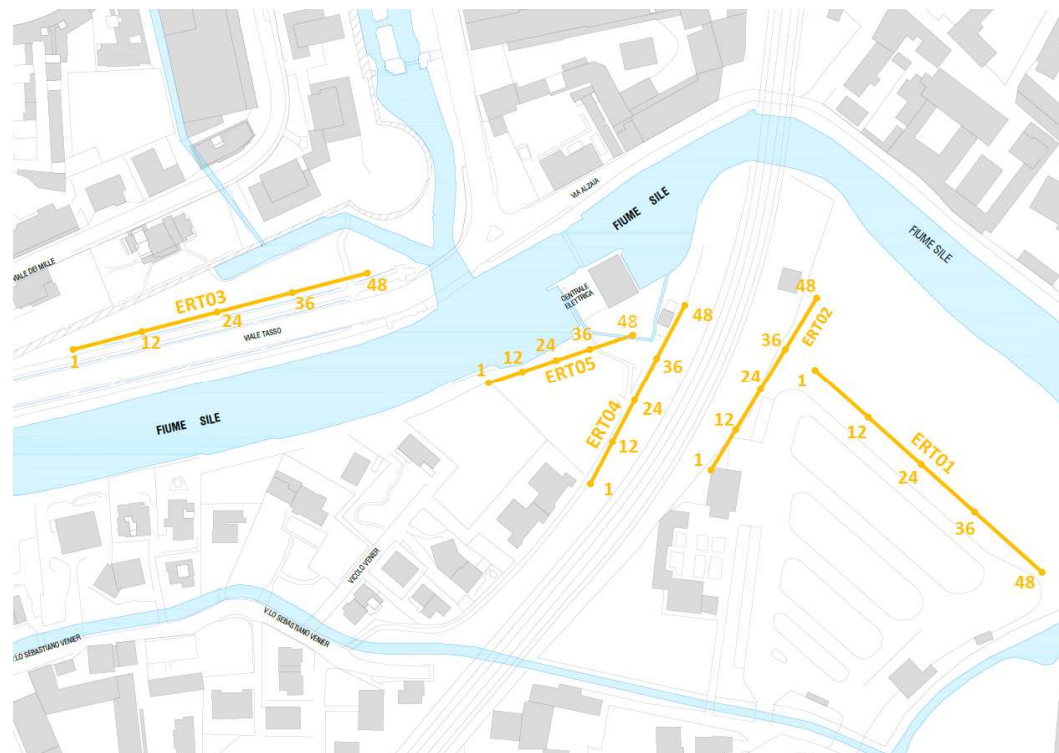 VIA ALZAIA
FIUME SILE
FIUME SILE
VIALE DEI MILLE
ERT03
48
36
24
12
1
VIALE TASSO
CENTRALE
ELETTRICA
48
36
24
12
1
ERT05
48
36
24
12
1
ERT04
48
36
24
12
1
ERT02
1
12
24
36
48
ERT01
FIUME SILE
VICOLO VENIER
V.LO SEBASTIANO VENIER
LO SEBASTIANO VENIER